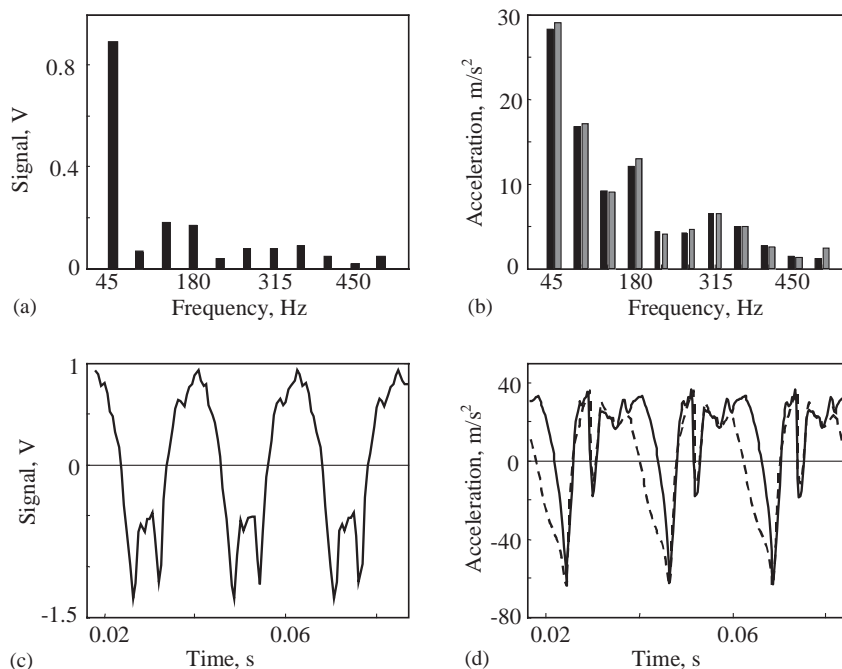 0.8
0.4
0
Signal, V
45 180 315 450
Frequency, Hz
(a)
30
20
10
0
Acceleration, m/s²
45 180 315 450
Frequency, Hz
(b)
1
0
-1.5
Signal, V
0.02 0.06
Time, s
(c)
40
0
-40
-80
Acceleration, m/s²
0.02 0.06
Time, s
(d)